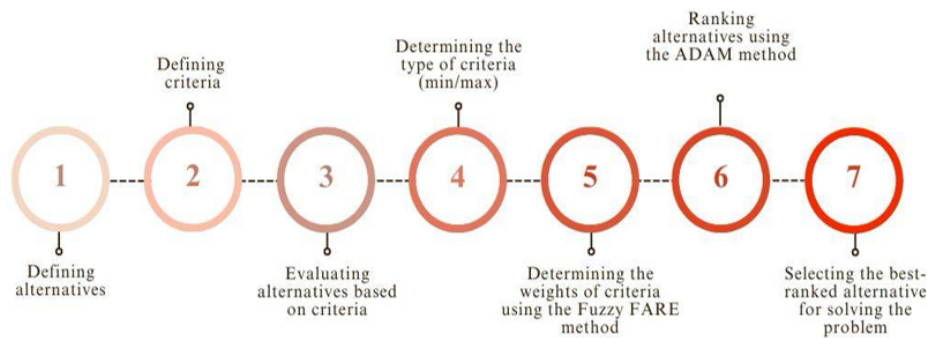 1
Defining
alternatives
2
Defining
criteria
3
Evaluating
alternatives based
on criteria
4
Determining the
type of criteria
(min/max)
5
Determining the
weights of criteria
using the Fuzzy FARE
method
6
Ranking
alternatives using
the ADAM method
7
Selecting the best-
ranked alternative
for solving the
problem